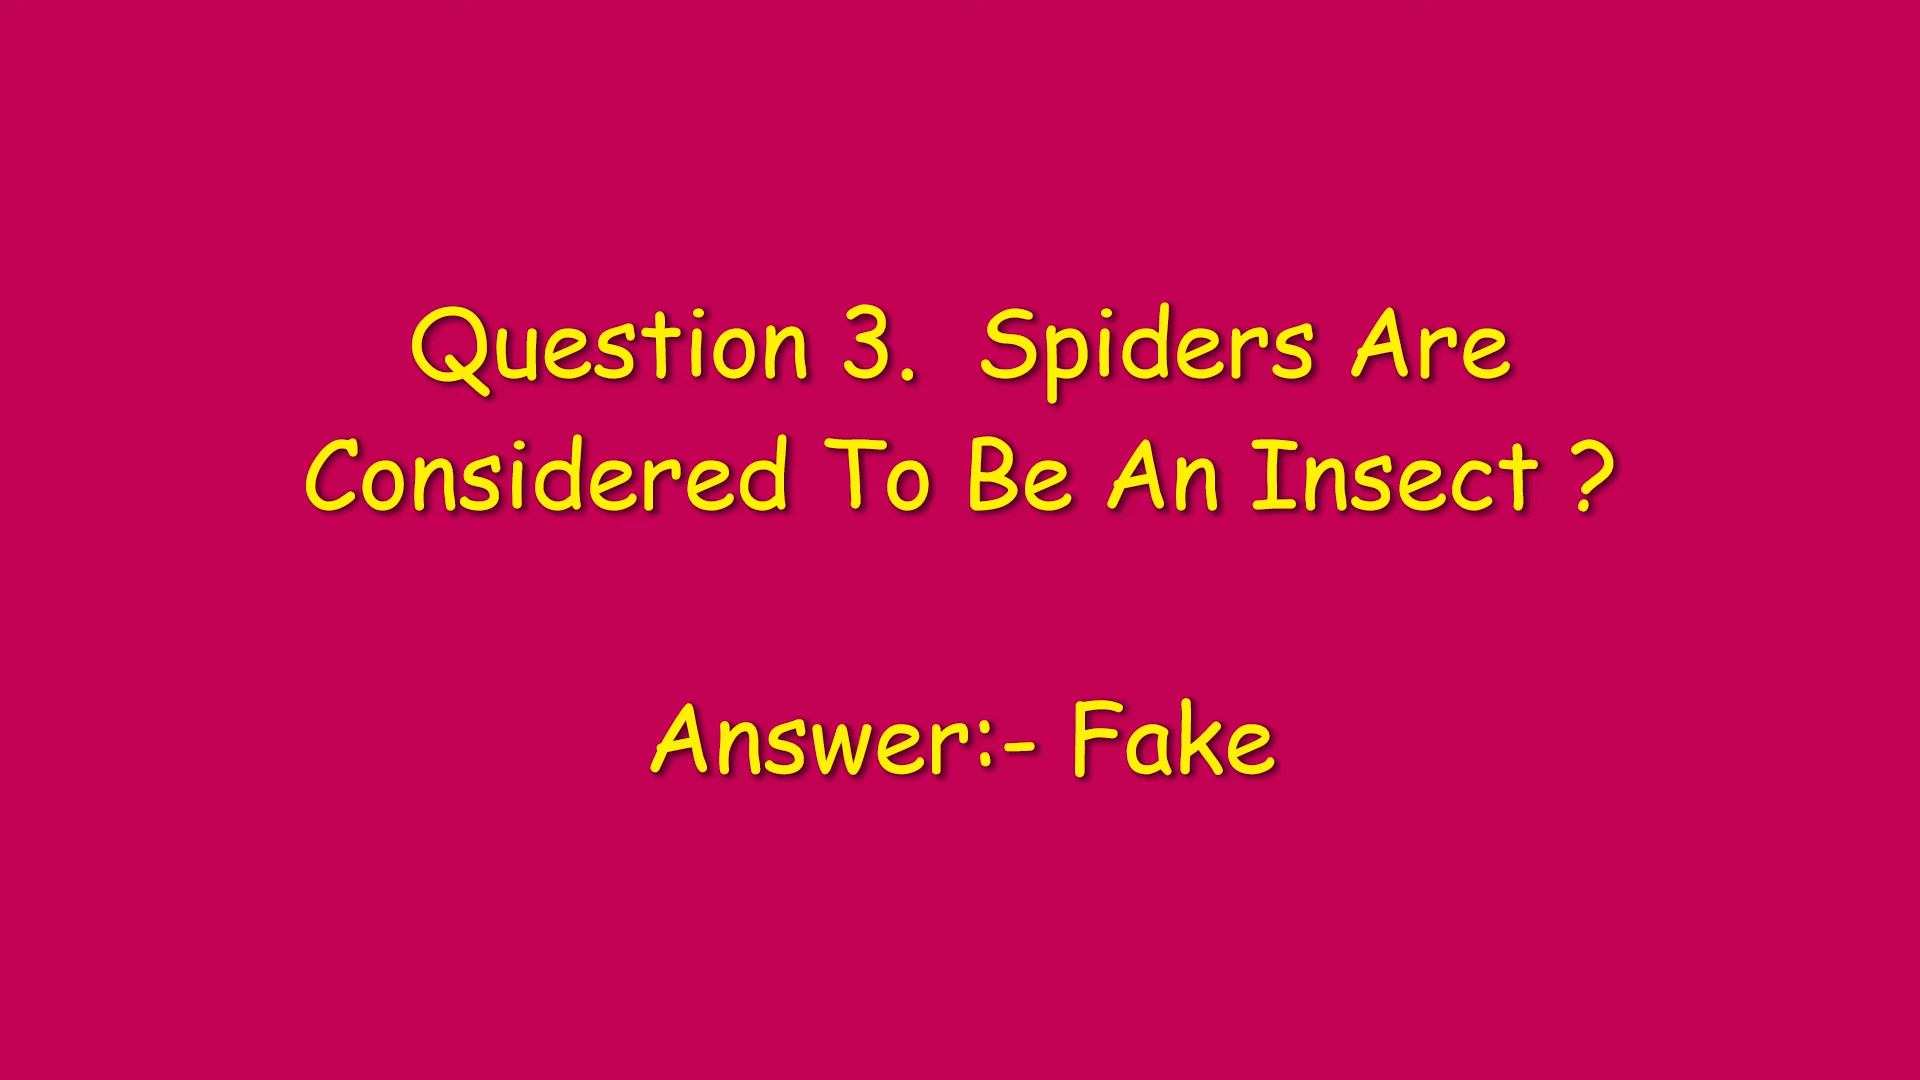 Question 3.  Spiders Are
Considered To Be An Insect ?
Answer:- Fake